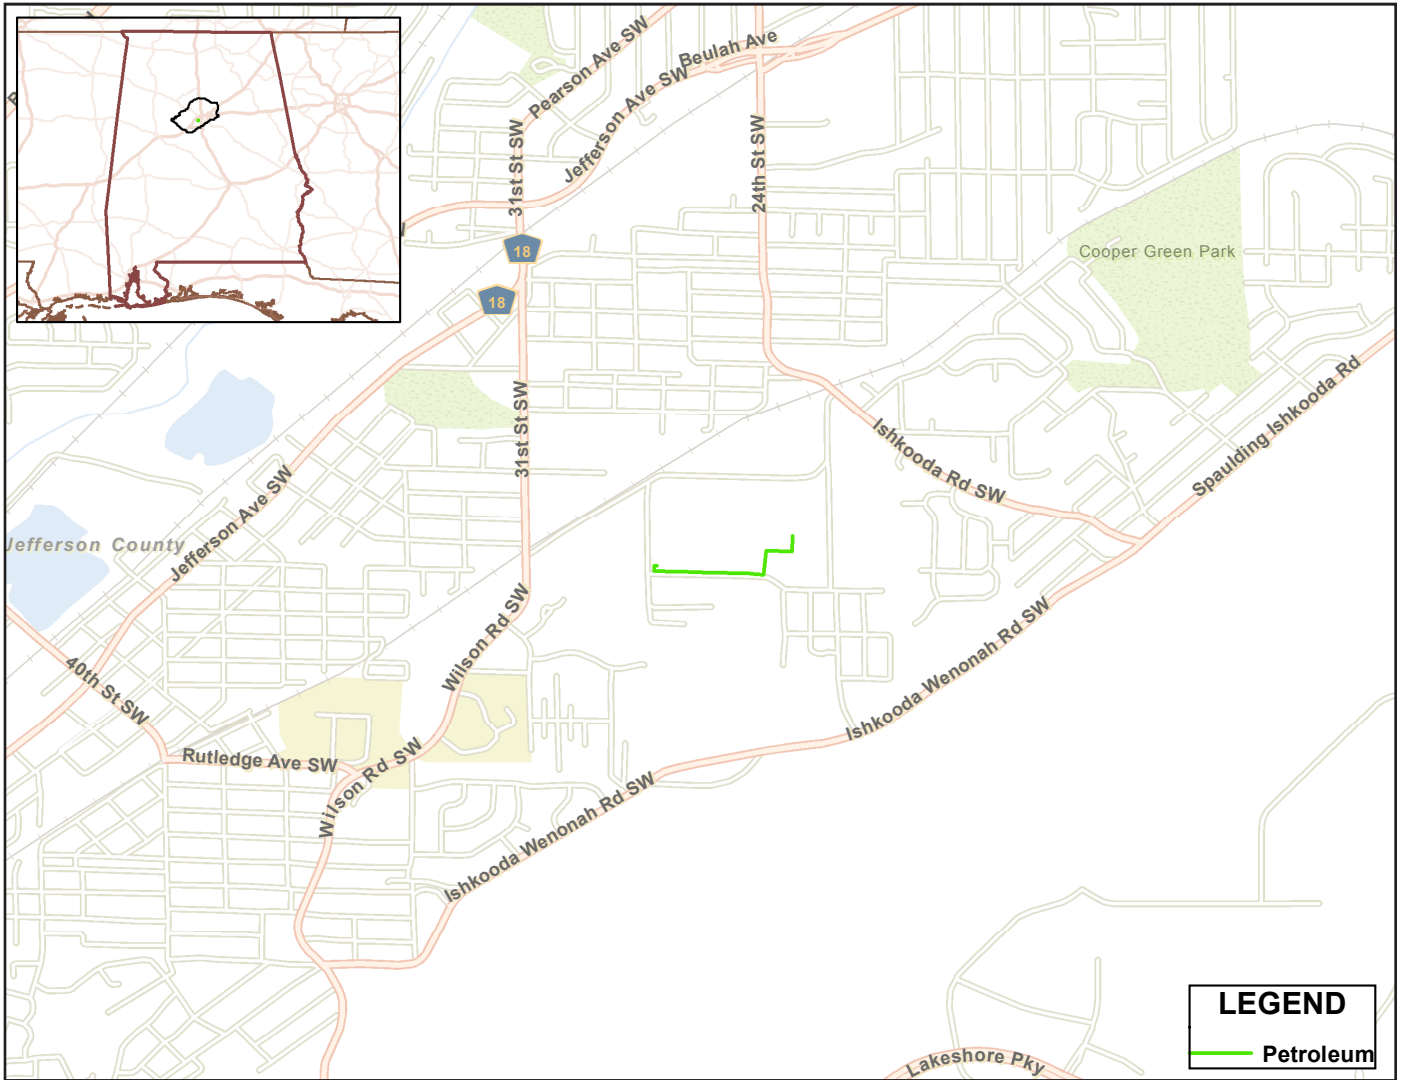 Pearson Ave SW
Beulah Ave
Jefferson Ave SW
31st St SW
24th St SW
18
Cooper Green Park
18
31st St SW
Spaulding Ishkooda Rd
Ishkooda Rd SW
Jefferson Ave SW
Jefferson County
Wilson Rd SW
Ishkooda Wenonah Rd SW
40th St SW
Rutledge Ave SW
Wilson Rd SW
Ishkooda Wenonah Rd SW
LEGEND
Petroleum
Lakeshore Pky